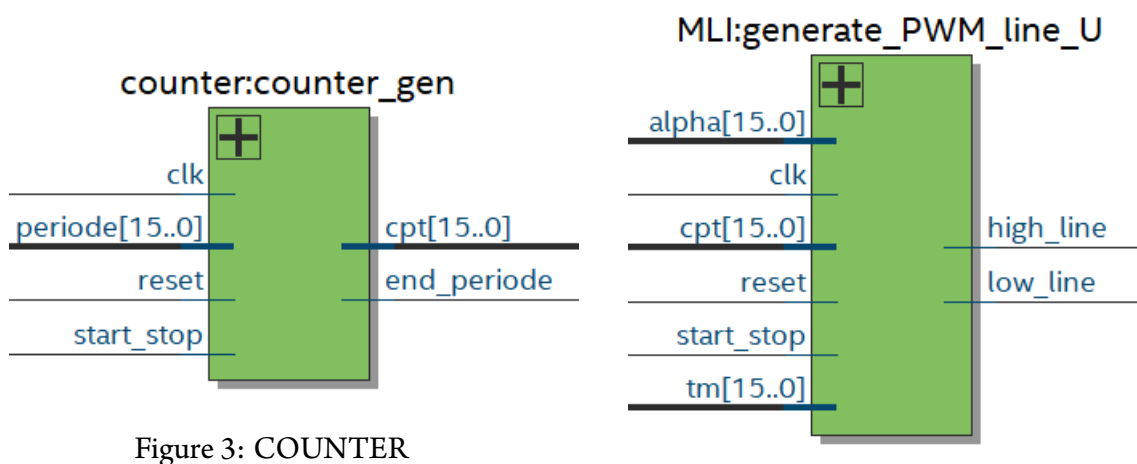 counter:counter_gen
clk
periode[15..0]
cpt[15..0]
reset
end_periode
start_stop
Figure 3: COUNTER
MLI:generate_PWM_line_U
alpha[15..0]
clk
cpt[15..0]
high_line
reset
low_line
start_stop
tm[15..0]